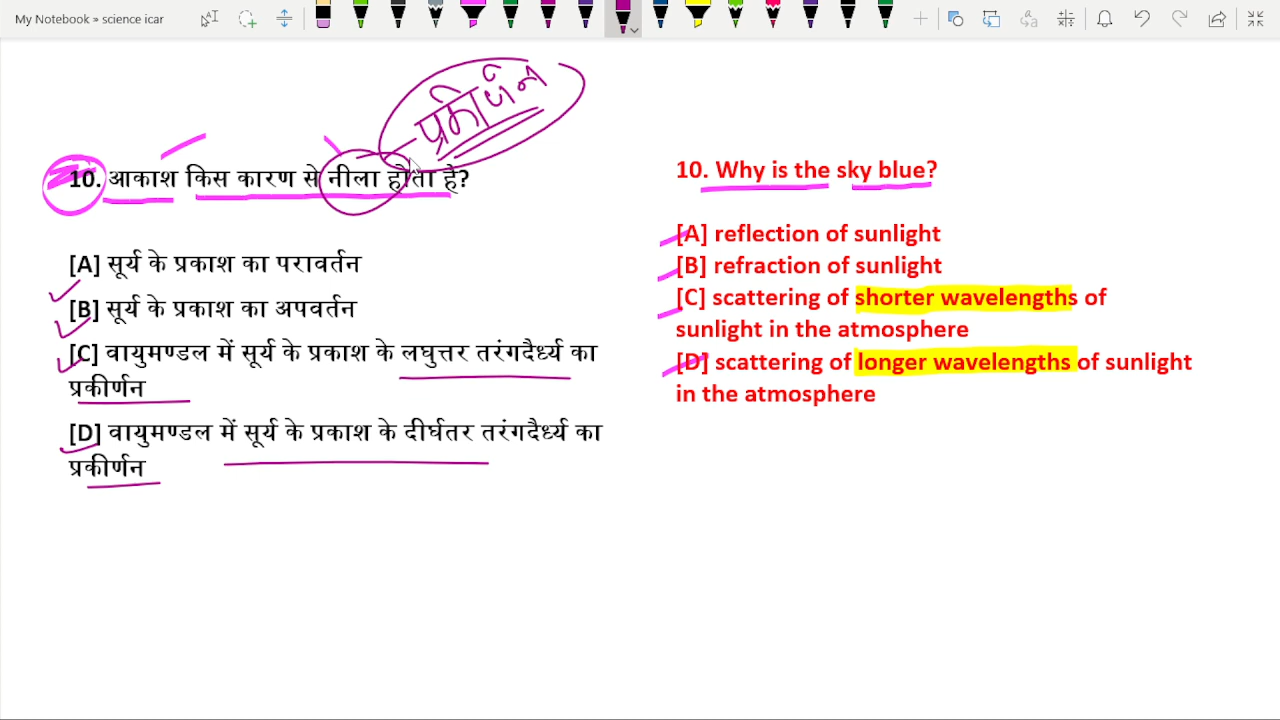 My Notebook » science icar
प्रकीर्णन
10. आकाश किस कारण से नीला होता है?
[A] सूर्य के प्रकाश का परावर्तन
[B] सूर्य के प्रकाश का अपवर्तन
[C] वायुमण्डल में सूर्य के प्रकाश के लघुत्तर तरंगदैर्ध्य का
प्रकीर्णन
[D] वायुमण्डल में सूर्य के प्रकाश के दीर्घतर तरंगदैर्ध्य का
प्रकीर्णन
10. Why is the sky blue?
[A] reflection of sunlight
[B] refraction of sunlight
[C] scattering of shorter wavelengths of
sunlight in the atmosphere
[D] scattering of longer wavelengths of sunlight
in the atmosphere